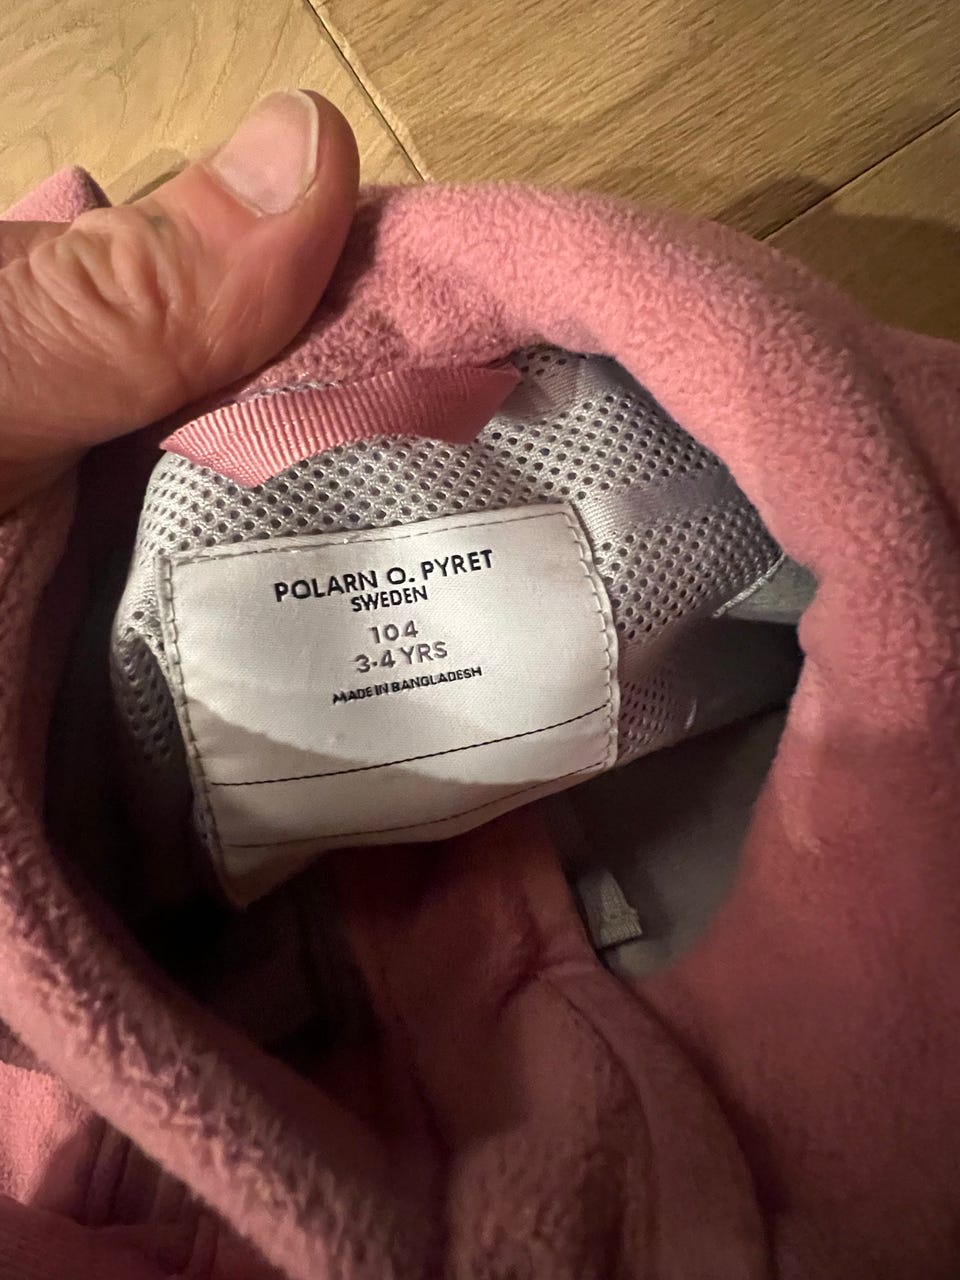 POLARN O. PYRET
SWEDEN
104
3-4 YRS
MADE IN BANGLADESH